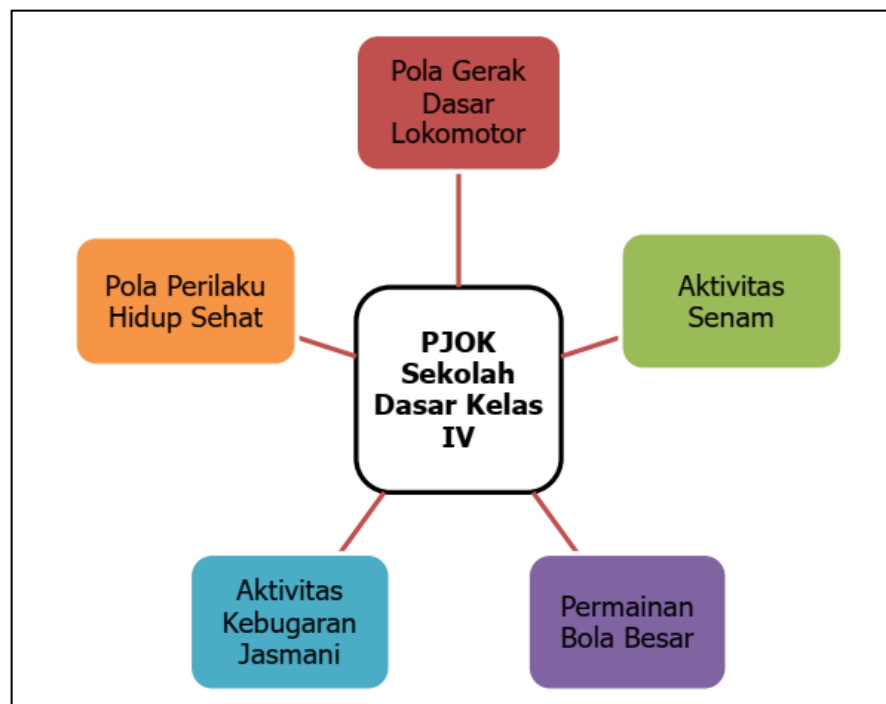 Pola Gerak
Dasar
Lokomotor
Pola Perilaku
Hidup Sehat
Aktivitas
Senam
PJOK
Sekolah
Dasar Kelas
IV
Aktivitas
Kebugaran
Jasmani
Permainan
Bola Besar